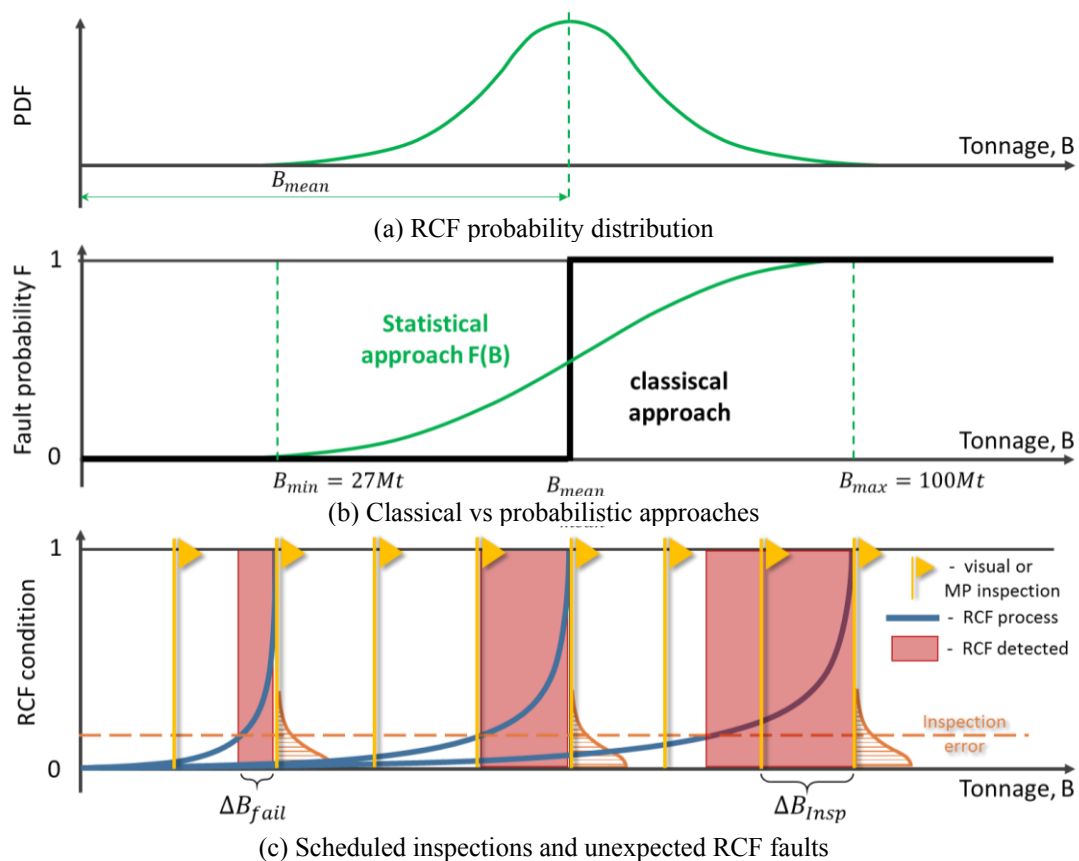 PDF
Tonnage, B
B_mean
(a) RCF probability distribution
1
Fault probability F
Statistical
approach F(B)
classiscal
approach
0
Tonnage, B
B_min = 27Mt
B_mean
B_max = 100Mt
(b) Classical vs probabilistic approaches
1
RCF condition
- visual or
MP inspection
- RCF process
- RCF detected
Inspection
error
0
Tonnage, B
ΔB_fail
ΔB_Insp
(c) Scheduled inspections and unexpected RCF faults